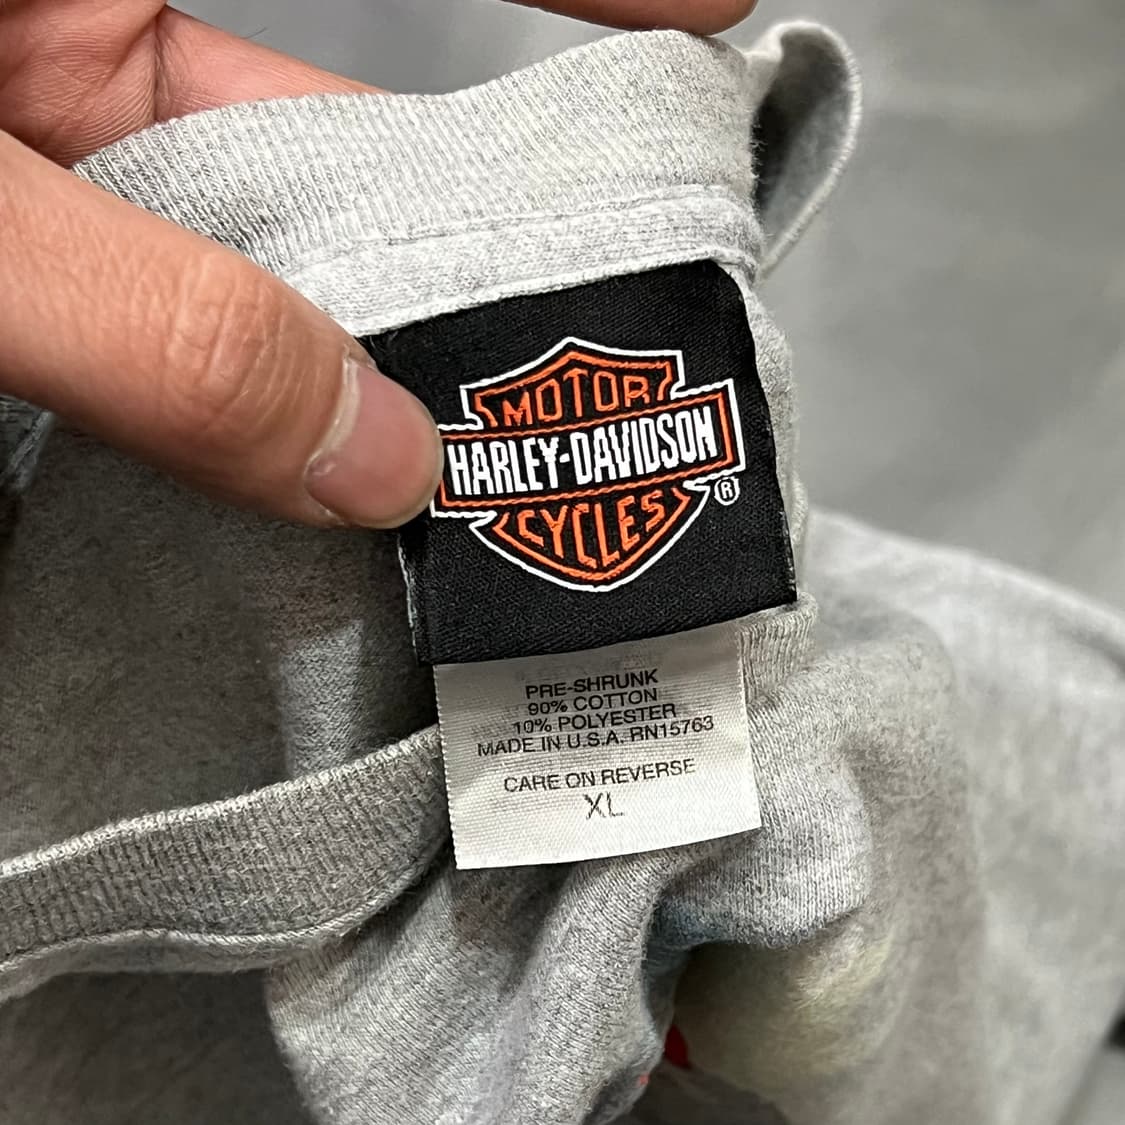 MOTOR
HARLEY-DAVIDSON
CYCLES
®
PRE-SHRUNK
90% COTTON
10% POLYESTER
MADE IN U.S.A. RN15763
CARE ON REVERSE
XL